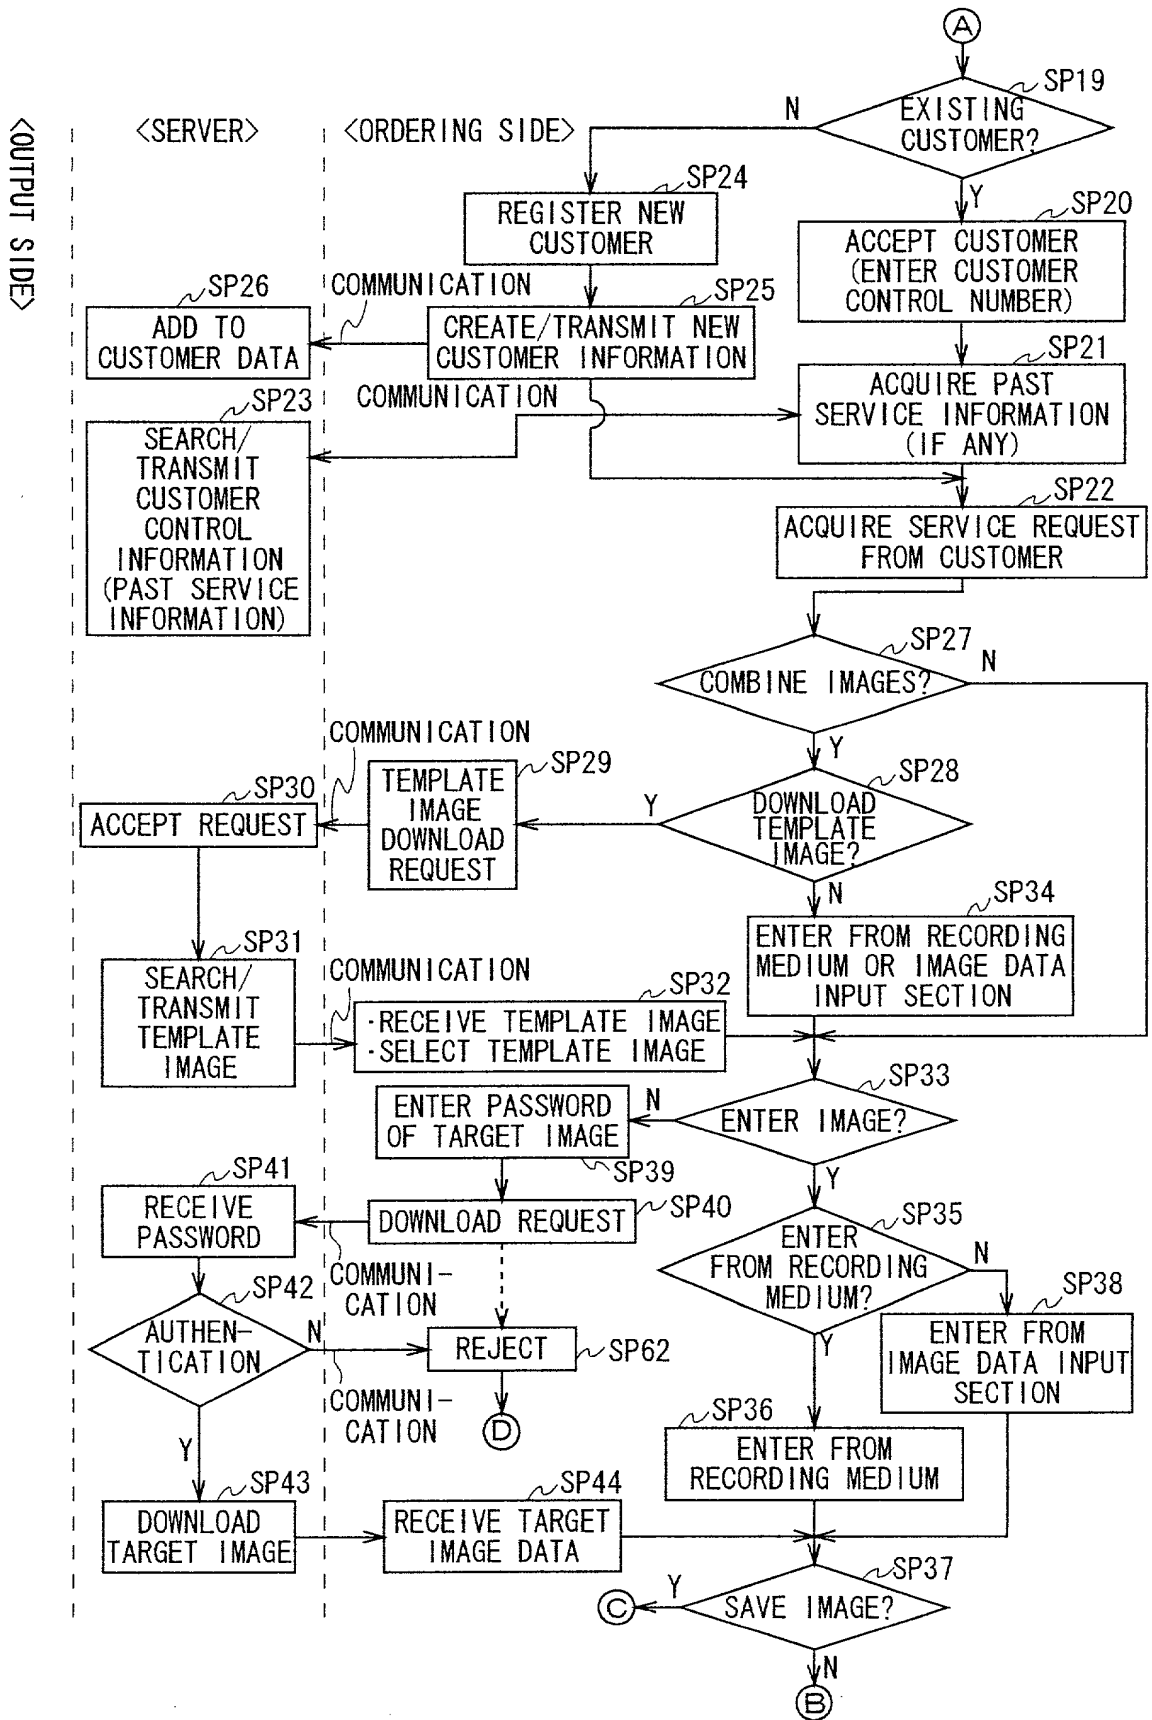 A
SP19
EXISTING
CUSTOMER?
N
Y
<OUTPUT SIDE>
<SERVER>
<ORDERING SIDE>
SP24
REGISTER NEW
CUSTOMER
SP20
ACCEPT CUSTOMER
(ENTER CUSTOMER
CONTROL NUMBER)
SP26
ADD TO
CUSTOMER DATA
COMMUNICATION
SP25
CREATE/TRANSMIT NEW
CUSTOMER INFORMATION
SP21
ACQUIRE PAST
SERVICE INFORMATION
(IF ANY)
SP23
SEARCH/
TRANSMIT
CUSTOMER
CONTROL
INFORMATION
(PAST SERVICE
INFORMATION)
COMMUNICATION
SP22
ACQUIRE SERVICE REQUEST
FROM CUSTOMER
SP27
COMBINE IMAGES?
N
Y
COMMUNICATION
SP29
TEMPLATE
IMAGE
DOWNLOAD
REQUEST
SP28
DOWNLOAD
TEMPLATE
IMAGE?
Y
N
SP30
ACCEPT REQUEST
SP34
ENTER FROM RECORDING
MEDIUM OR IMAGE DATA
INPUT SECTION
SP31
SEARCH/
TRANSMIT
TEMPLATE
IMAGE
COMMUNICATION
SP32
·RECEIVE TEMPLATE IMAGE
·SELECT TEMPLATE IMAGE
SP33
ENTER IMAGE?
N
Y
ENTER PASSWORD
OF TARGET IMAGE
SP39
SP41
RECEIVE
PASSWORD
DOWNLOAD REQUEST
SP40
COMMUNI-
CATION
SP35
ENTER
FROM RECORDING
MEDIUM?
N
Y
SP38
ENTER FROM
IMAGE DATA INPUT
SECTION
SP42
AUTHEN-
TICATION
N
Y
REJECT
SP62
COMMUNI-
CATION
D
SP36
ENTER FROM
RECORDING MEDIUM
SP43
DOWNLOAD
TARGET IMAGE
SP44
RECEIVE TARGET
IMAGE DATA
SP37
SAVE IMAGE?
Y
C
N
B